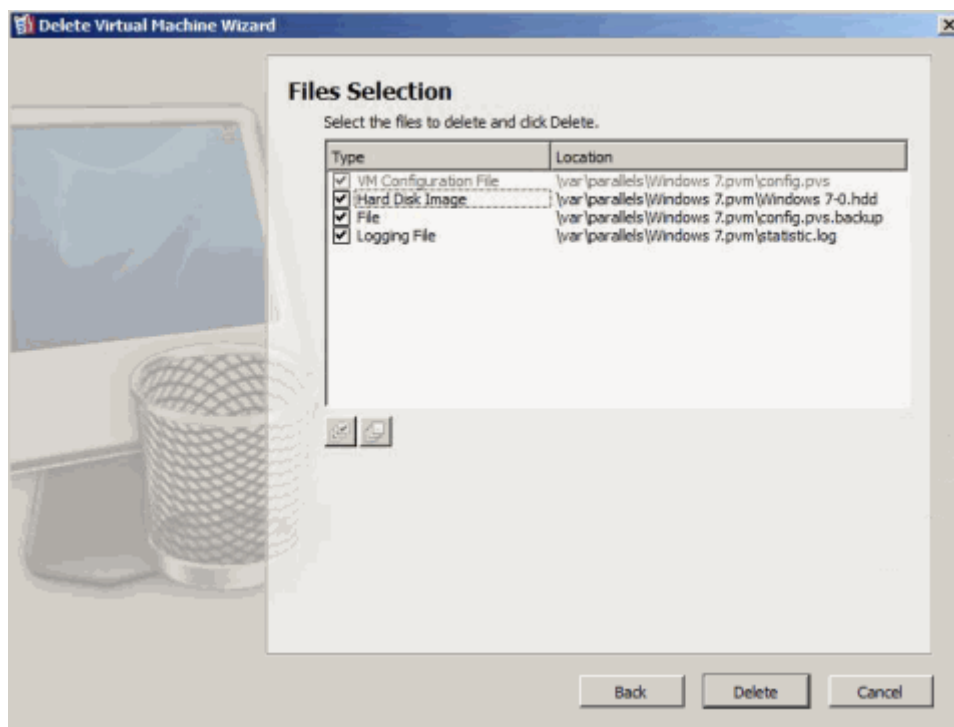 Delete Virtual Machine Wizard
Files Selection
Select the files to delete and click Delete.
Type Location
VM Configuration File \var\parallels\Windows 7.pvm\config.pvs
Hard Disk Image \var\parallels\Windows 7.pvm\Windows 7-0.hdd
File \var\parallels\Windows 7.pvm\config.pvs.backup
Logging File \var\parallels\Windows 7.pvm\statistic.log
Back Delete Cancel